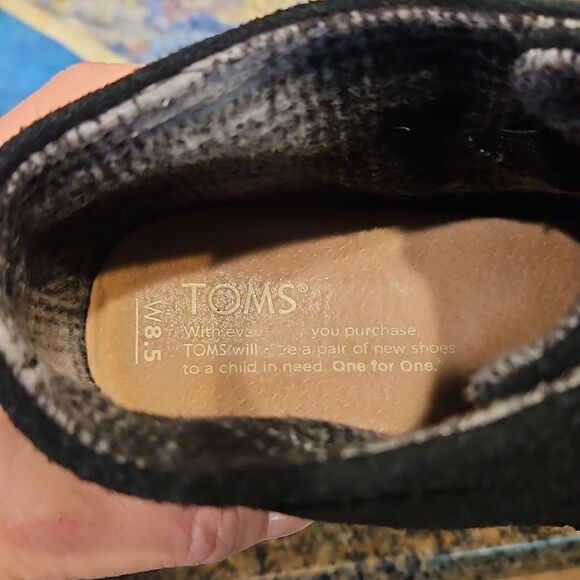 TOMS®
With you purchase,
TOMS will a pair of new shoes
to a child in need. One for One.
W8.5